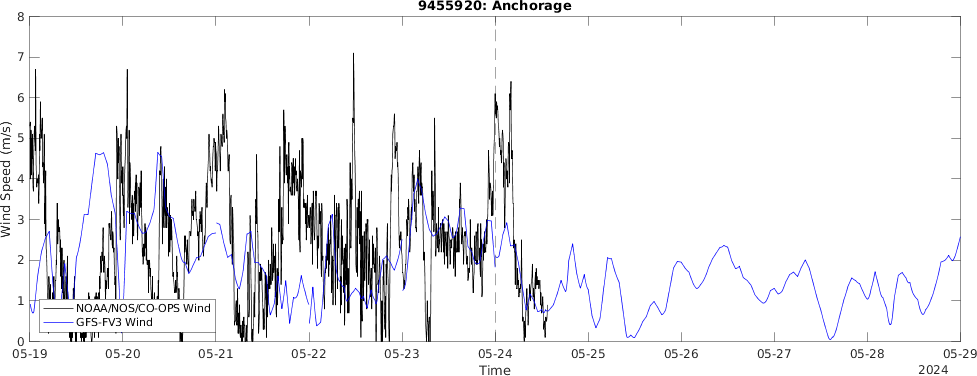 9455920: Anchorage
8
7
6
5
4
3
2
1
0
Wind Speed (m/s)
NOAA/NOS/CO-OPS Wind
GFS-FV3 Wind
05-19 05-20 05-21 05-22 05-23 05-24 05-25 05-26 05-27 05-28 05-29
Time
2024